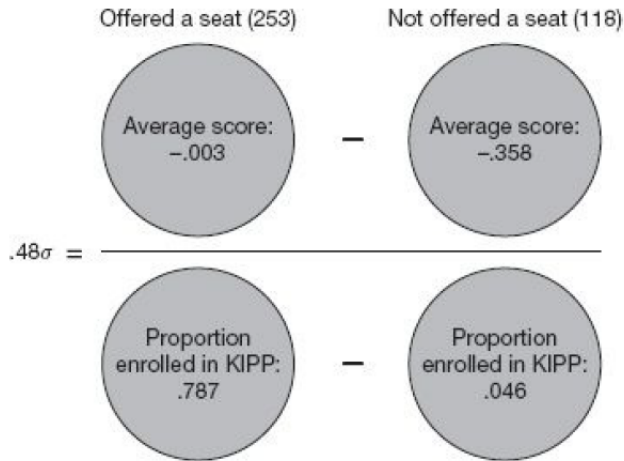 Offered a seat (253)
Not offered a seat (118)
Average score:
–.003
–
Average score:
–.358
.48σ =
Proportion
enrolled in KIPP:
.787
–
Proportion
enrolled in KIPP:
.046